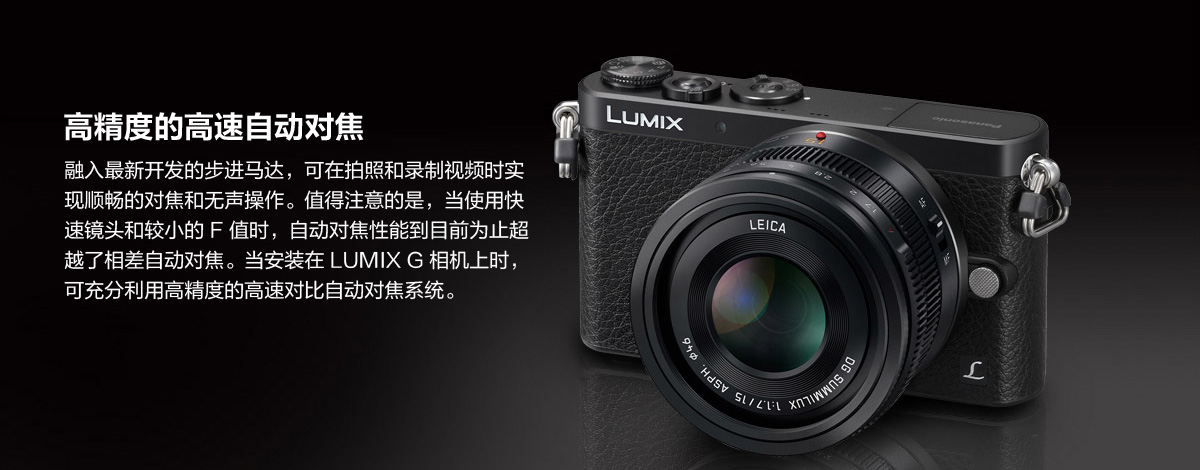 高精度的高速自动对焦
融入最新开发的步进马达，可在拍照和录制视频时实
现顺畅的对焦和无声操作。值得注意的是，当使用快
速镜头和较小的 F 值时，自动对焦性能到目前为止超
越了相差自动对焦。当安装在 LUMIX G 相机上时，
可充分利用高精度的高速对比自动对焦系统。
LUMIX
Panasonic
LEICA
DG SUMMILUX 1:1.7 / 15 ASPH. ⌀46
L